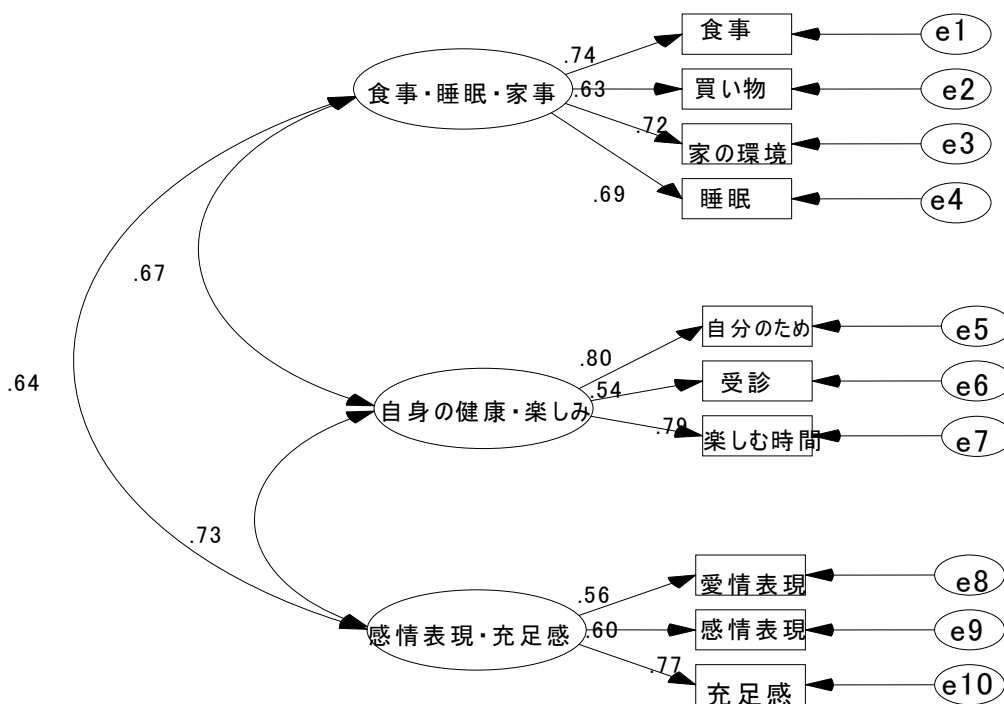 食事・睡眠・家事
.74
食事
e1
.63
買い物
e2
.72
家の環境
e3
.69
睡眠
e4
.67
.64
自身の健康・楽しみ
.80
自分のため
e5
.54
受診
e6
.79
楽しむ時間
e7
.73
感情表現・充足感
.56
愛情表現
e8
.60
感情表現
e9
.77
充足感
e10